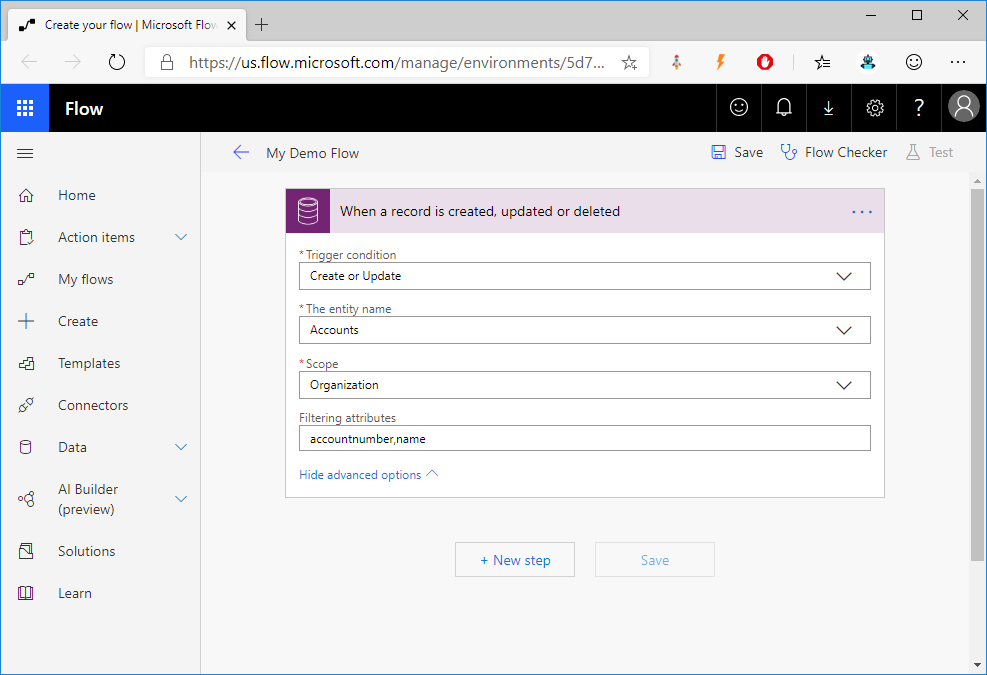 Create your flow | Microsoft Flow
https://us.flow.microsoft.com/manage/environments/5d7...
Flow
?
My Demo Flow
Save
Flow Checker
Test
Home
Action items
My flows
Create
Templates
Connectors
Data
AI Builder
(preview)
Solutions
Learn
When a record is created, updated or deleted
* Trigger condition
Create or Update
* The entity name
Accounts
* Scope
Organization
Filtering attributes
accountnumber,name
Hide advanced options
+ New step
Save